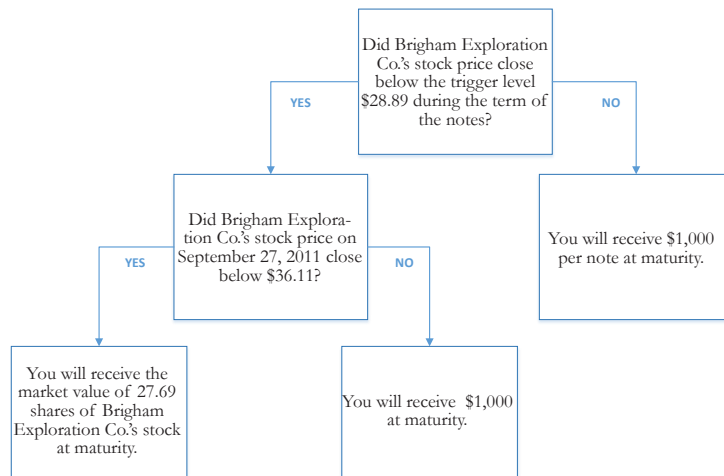 Did Brigham Exploration
Co.'s stock price close
below the trigger level
$28.89 during the term of
the notes?
YES
NO
Did Brigham Explora-
tion Co.'s stock price on
September 27, 2011 close
below $36.11?
You will receive $1,000
per note at maturity.
YES
NO
You will receive the
market value of 27.69
shares of Brigham
Exploration Co.'s stock
at maturity.
You will receive $1,000
at maturity.